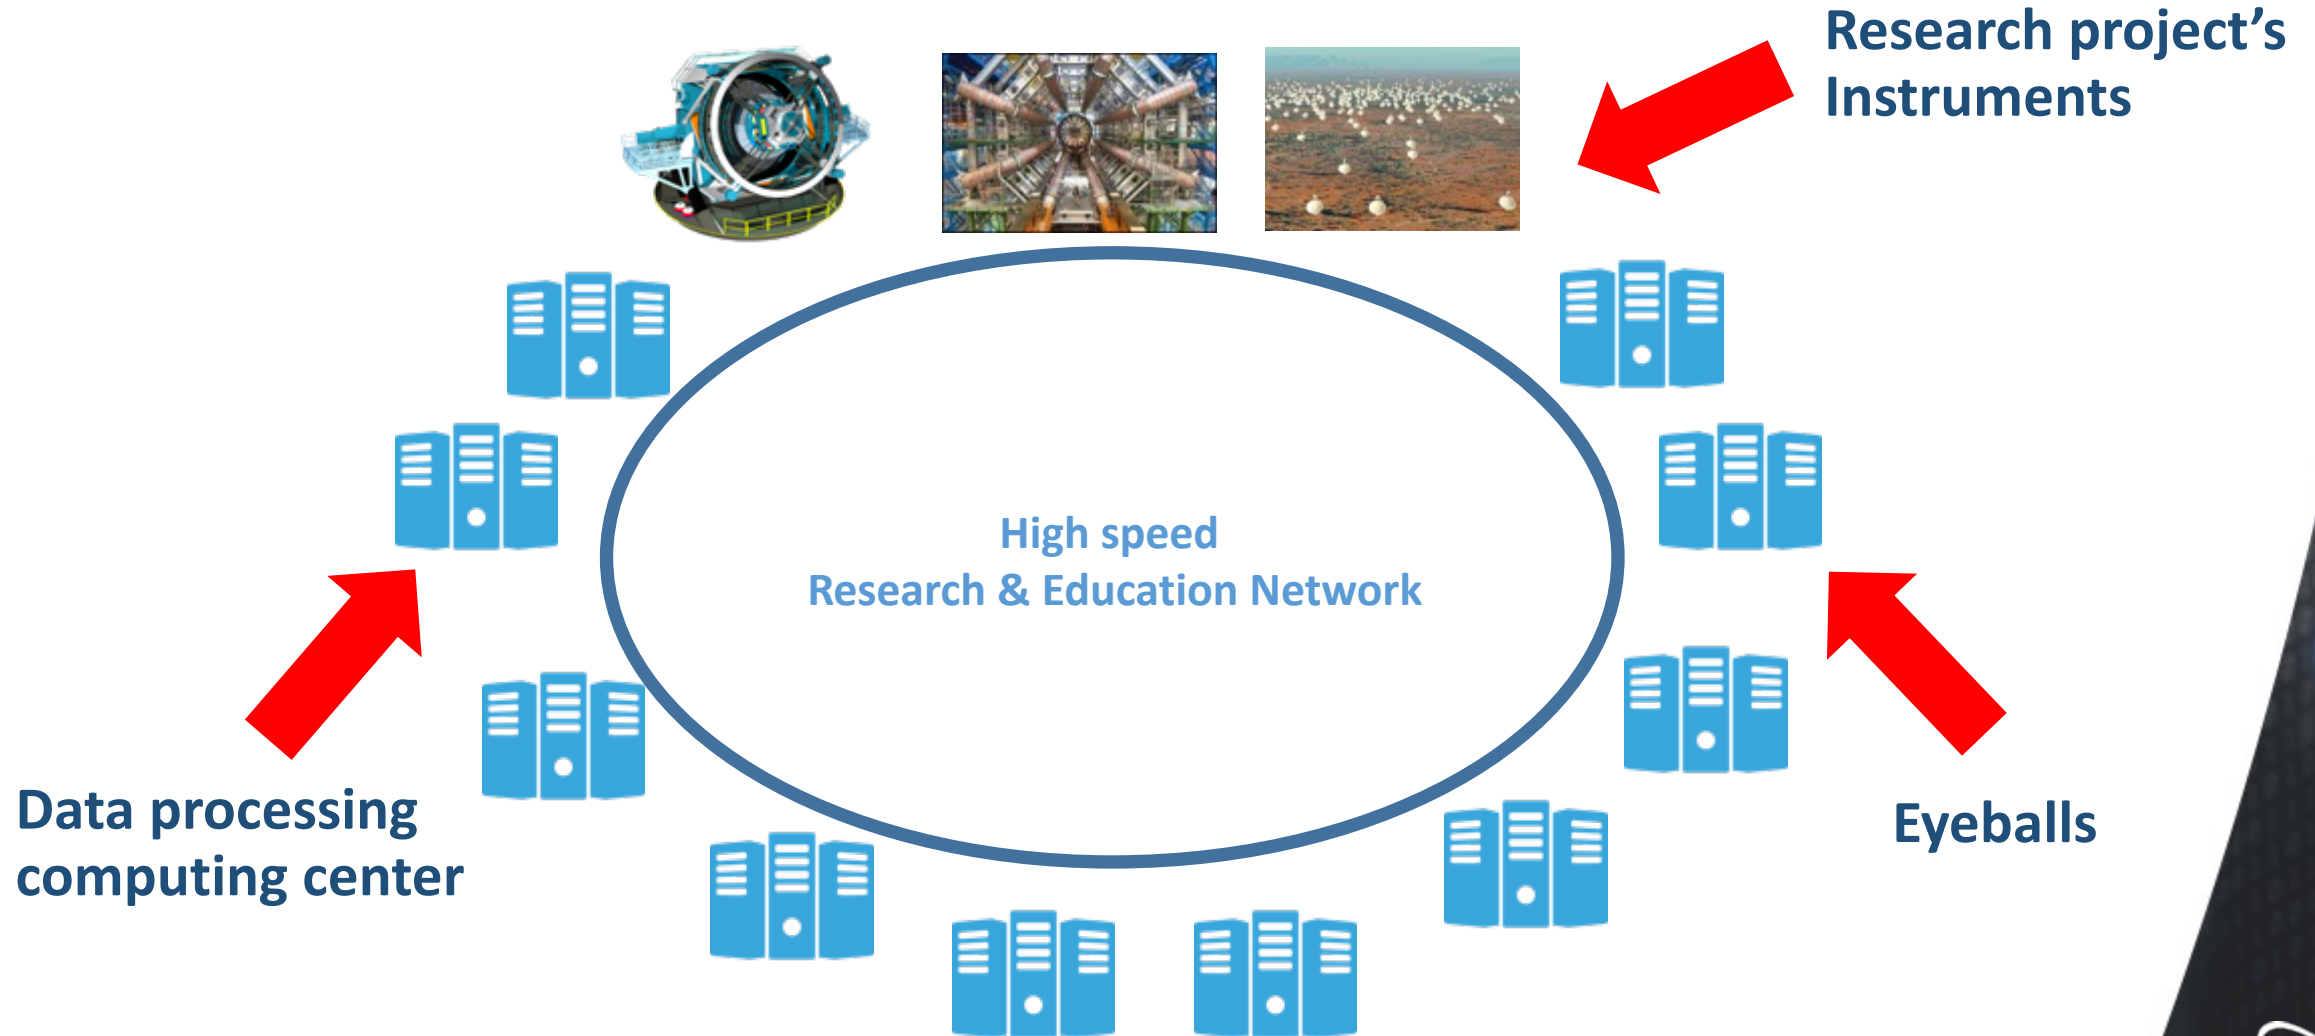 Research project’s
Instruments
High speed
Research & Education Network
Data processing
computing center
Eyeballs